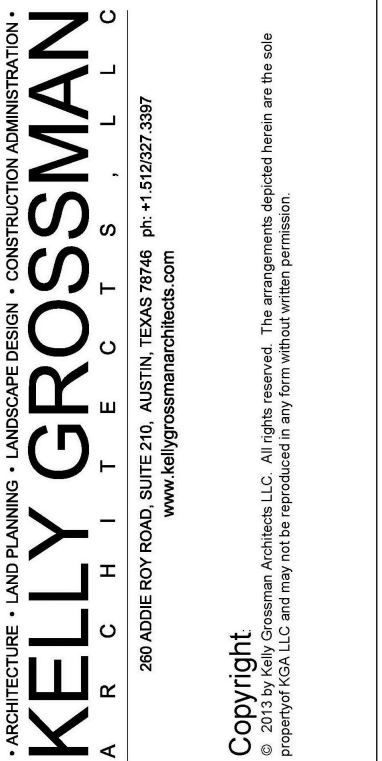 • ARCHITECTURE • LAND PLANNING • LANDSCAPE DESIGN • CONSTRUCTION ADMINISTRATION •
KELLY GROSSMAN
ARCHITECTS, LLC
260 ADDIE ROY ROAD, SUITE 210, AUSTIN, TEXAS 78746 ph: +1.512/327.3397
www.kellygrossmanarchitects.com
Copyright:
© 2013 by Kelly Grossman Architects LLC. All rights reserved. The arrangements depicted herein are the sole
propertyof KGA LLC and may not be reproduced in any form without written permission.